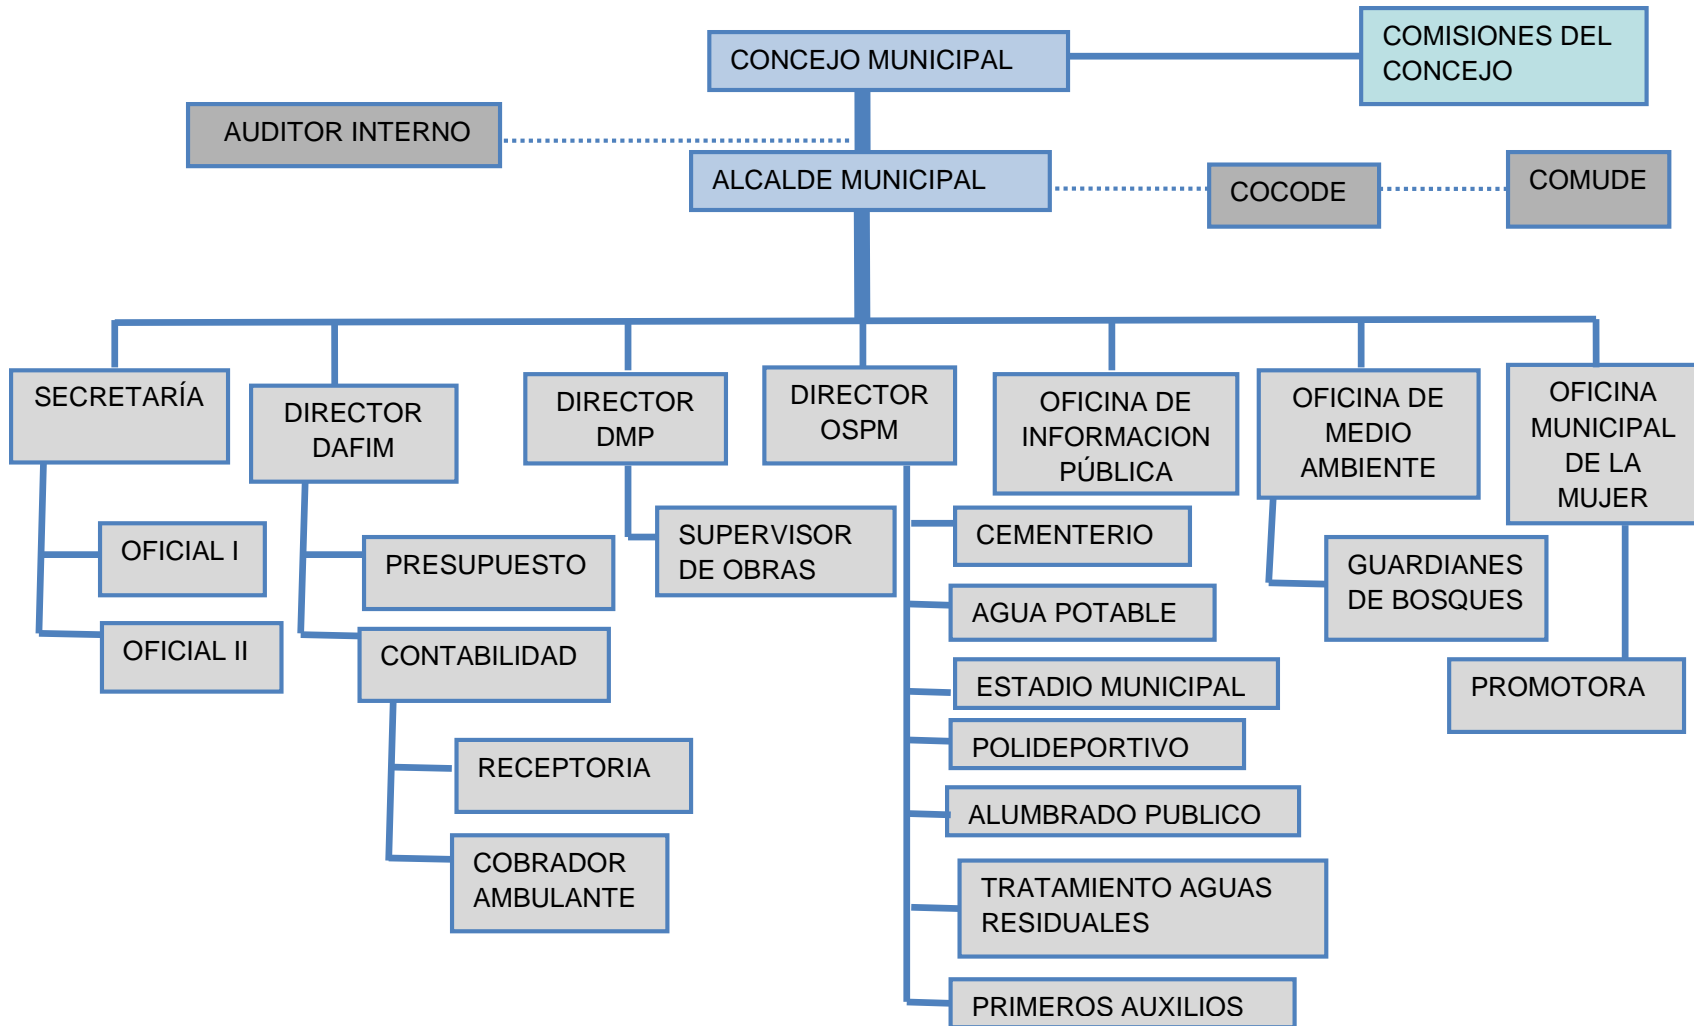 CONCEJO MUNICIPAL
COMISIONES DEL
CONCEJO
AUDITOR INTERNO
ALCALDE MUNICIPAL
COCODE
COMUDE
SECRETARÍA
DIRECTOR
DAFIM
DIRECTOR
DMP
DIRECTOR
OSPM
OFICINA DE
INFORMACION
PÚBLICA
OFICINA DE
MEDIO
AMBIENTE
OFICINA
MUNICIPAL
DE LA
MUJER
OFICIAL I
OFICIAL II
PRESUPUESTO
CONTABILIDAD
RECEPTORIA
COBRADOR
AMBULANTE
SUPERVISOR
DE OBRAS
CEMENTERIO
AGUA POTABLE
ESTADIO MUNICIPAL
POLIDEPORTIVO
ALUMBRADO PUBLICO
TRATAMIENTO AGUAS
RESIDUALES
PRIMEROS AUXILIOS
GUARDIANES
DE BOSQUES
PROMOTORA